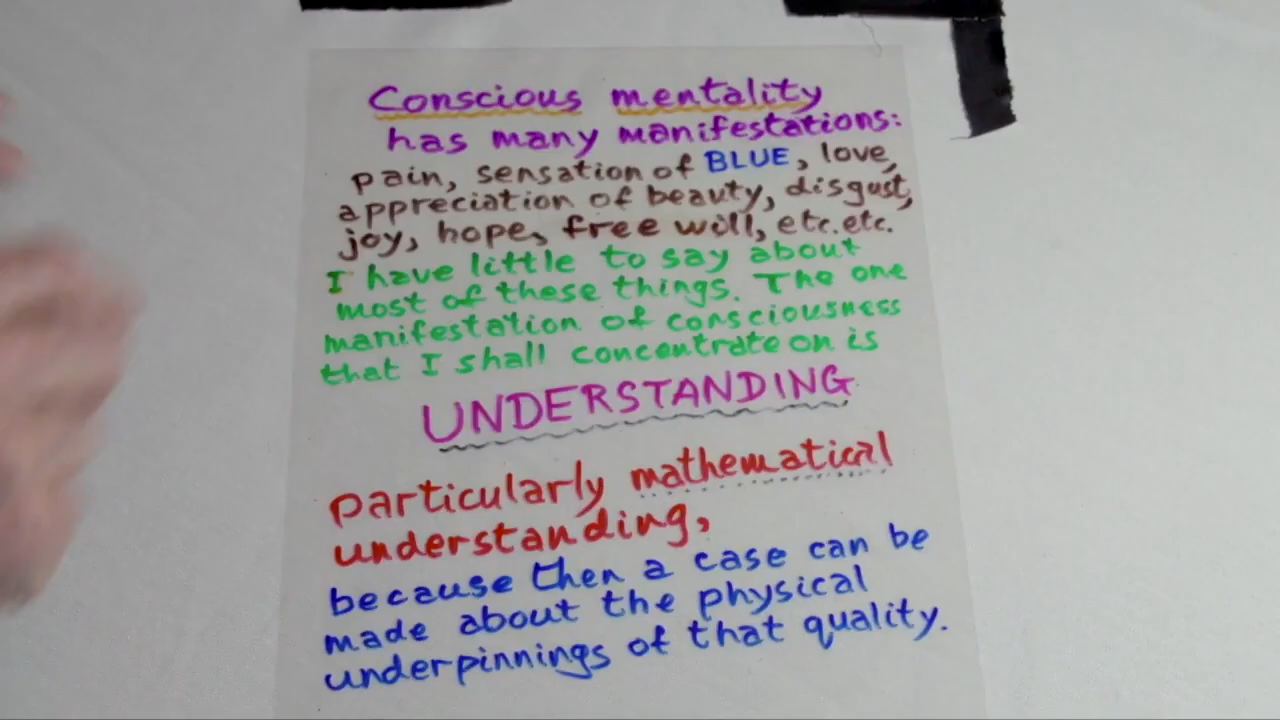 Conscious mentality
has many manifestations:
pain, sensation of BLUE, love,
appreciation of beauty, disgust,
joy, hope, free will, etc. etc.
I have little to say about
most of these things. The one
manifestation of consciousness
that I shall concentrate on is
UNDERSTANDING
particularly mathematical
understanding,
because then a case can be
made about the physical
underpinnings of that quality.